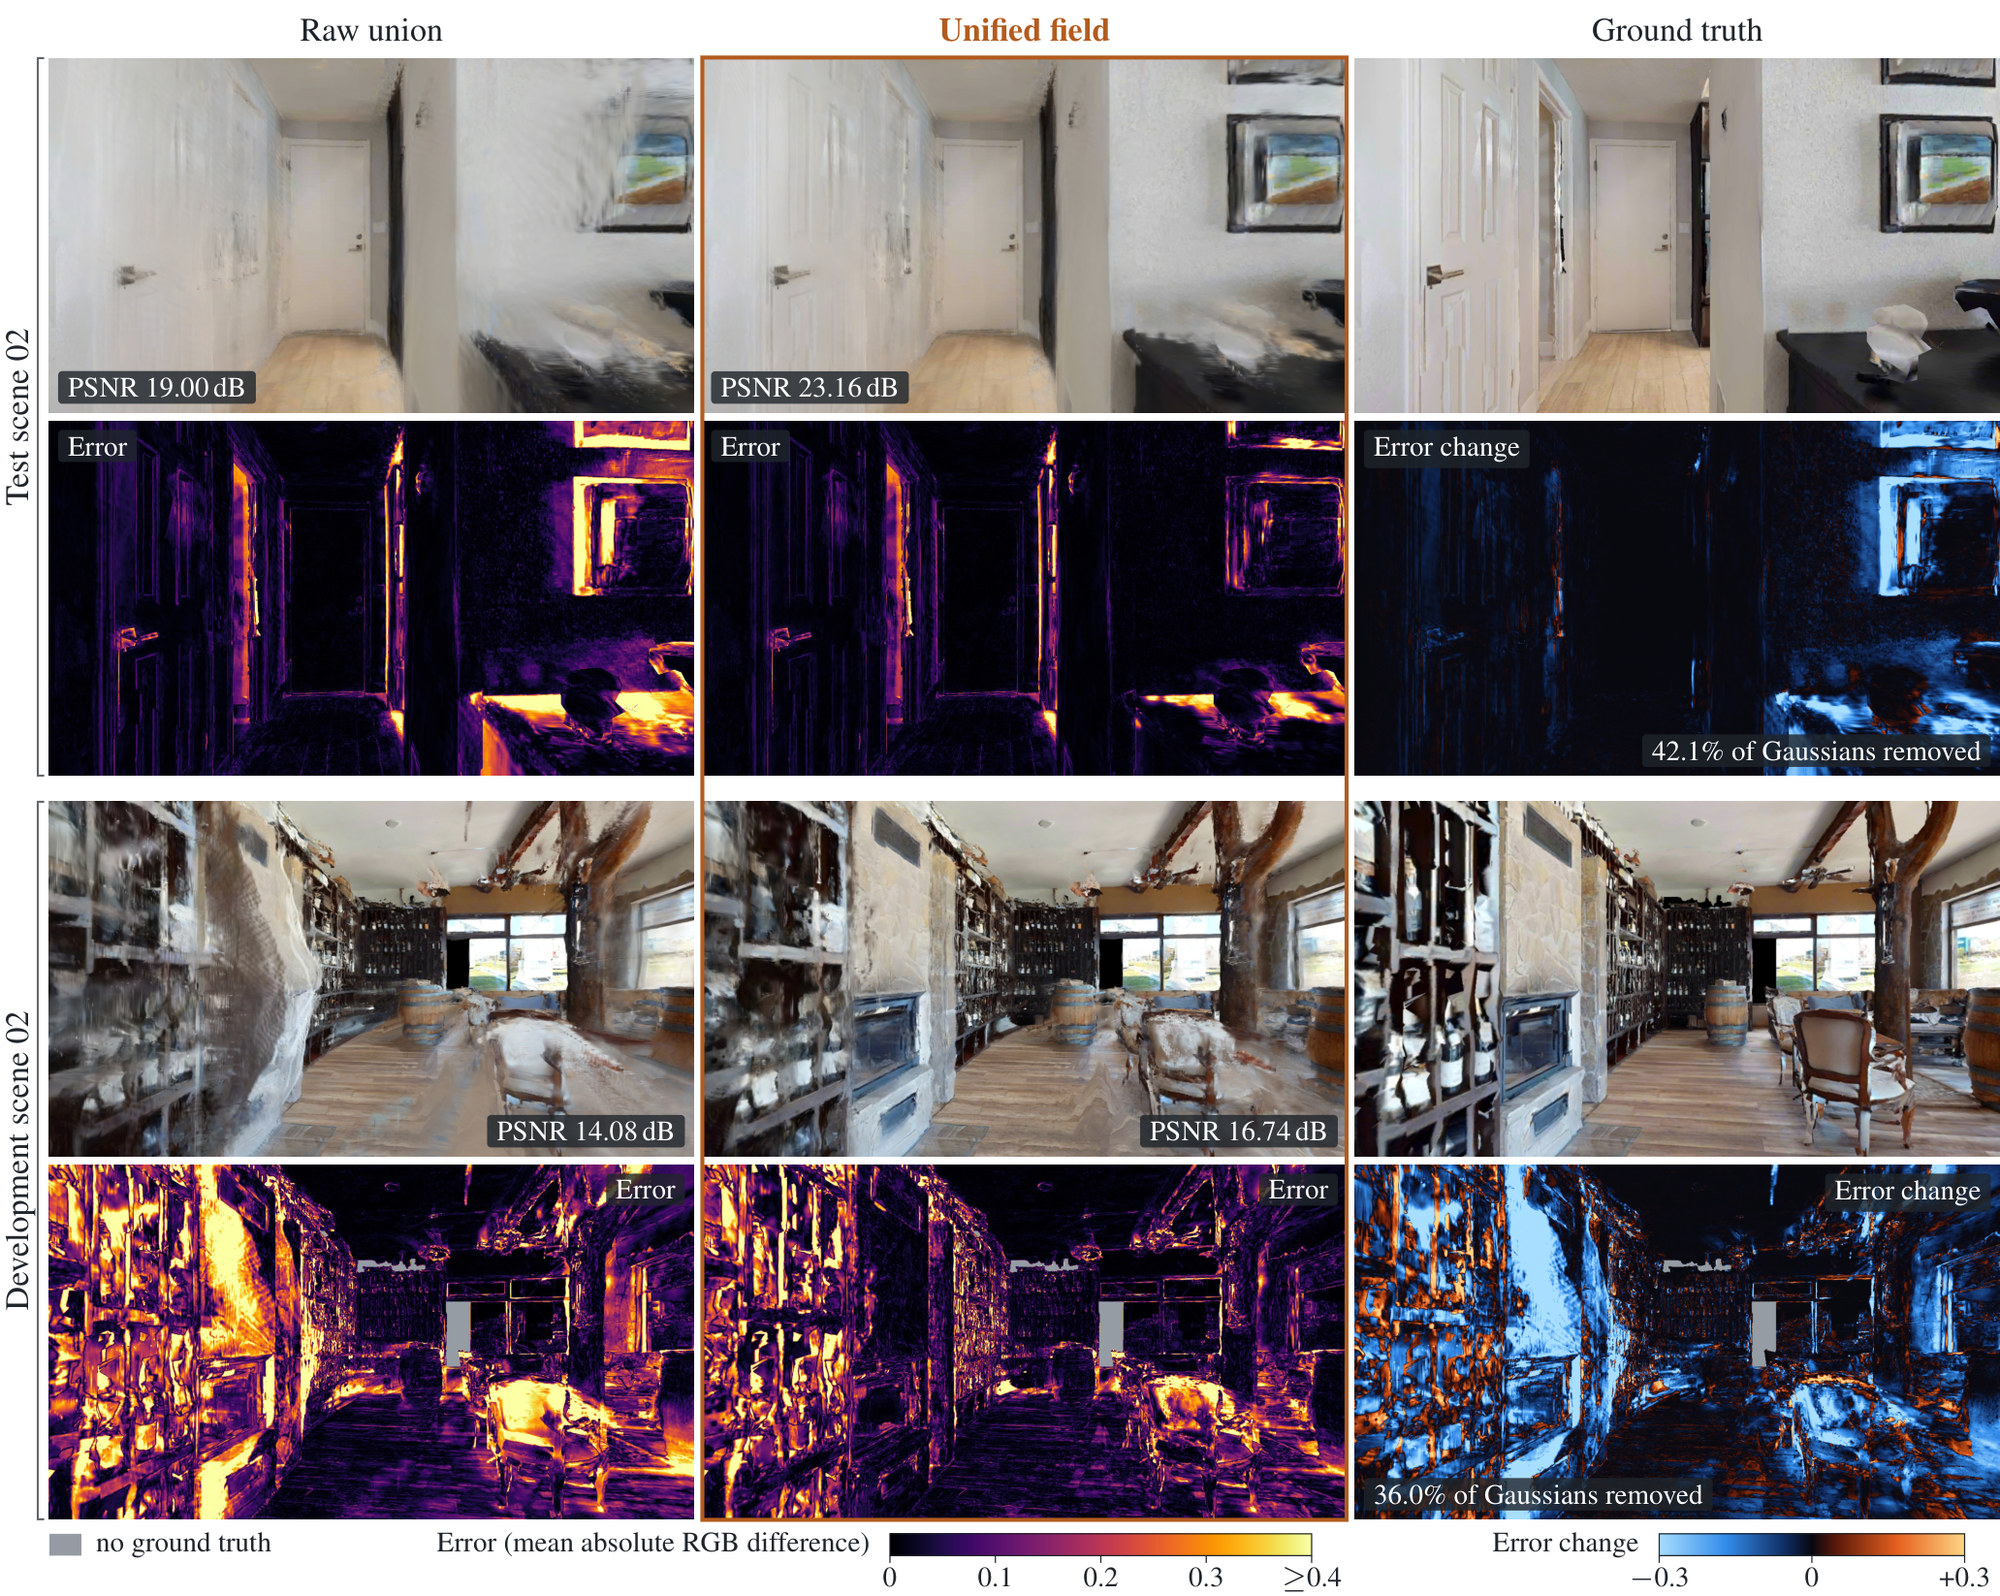 Raw union
Unified field
Ground truth
Test scene 02
PSNR 19.00 dB
PSNR 23.16 dB
Error
Error
Error change
42.1% of Gaussians removed
Development scene 02
PSNR 14.08 dB
PSNR 16.74 dB
Error
Error
Error change
36.0% of Gaussians removed
no ground truth
Error (mean absolute RGB difference)
0 0.1 0.2 0.3 ≥0.4
Error change
−0.3 0 +0.3